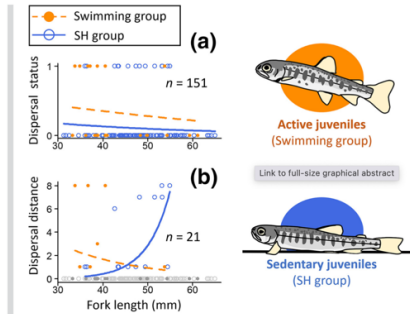 Swimming group
SH group
(a)
Dispersal status
1
0
n = 151
30 40 50 60
Active juveniles
(Swimming group)
Link to full-size graphical abstract
(b)
Dispersal distance
8
6
4
2
0
n = 21
30 40 50 60
Fork length (mm)
Sedentary juveniles
(SH group)